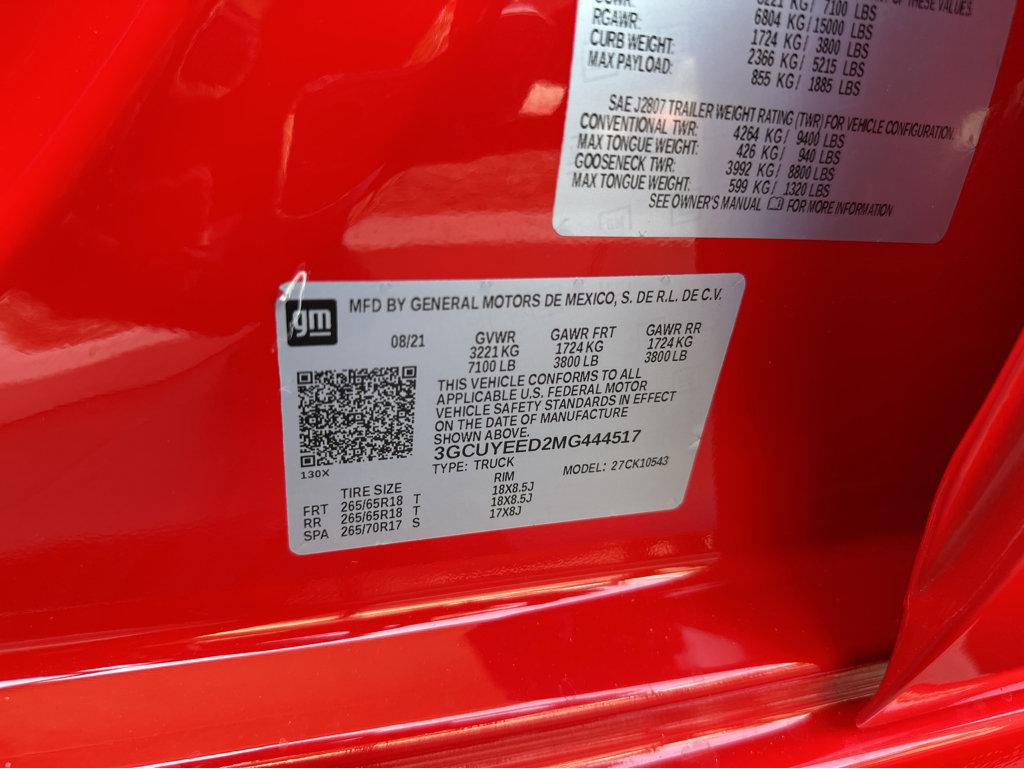 OF THESE VALUES.
3221 KG / 7100 LBS
RGAWR: 6804 KG / 15000 LBS
CURB WEIGHT: 1724 KG / 3800 LBS
MAX PAYLOAD: 2366 KG / 5215 LBS
855 KG / 1885 LBS
SAE J2807 TRAILER WEIGHT RATING (TWR) FOR VEHICLE CONFIGURATION.
CONVENTIONAL TWR: 4264 KG / 9400 LBS
MAX TONGUE WEIGHT: 426 KG / 940 LBS
GOOSENECK TWR: 3992 KG / 8800 LBS
MAX TONGUE WEIGHT: 599 KG / 1320 LBS
SEE OWNER'S MANUAL FOR MORE INFORMATION
gm
MFD BY GENERAL MOTORS DE MEXICO, S. DE R.L. DE C.V.
08/21 GVWR GAWR FRT GAWR RR
3221 KG 1724 KG 1724 KG
7100 LB 3800 LB 3800 LB
THIS VEHICLE CONFORMS TO ALL
APPLICABLE U.S. FEDERAL MOTOR
VEHICLE SAFETY STANDARDS IN EFFECT
ON THE DATE OF MANUFACTURE
SHOWN ABOVE.
3GCUYEED2MG444517
TYPE: TRUCK MODEL: 27CK10543
130X
TIRE SIZE RIM
FRT 265/65R18 T 18X8.5J
RR 265/65R18 T 18X8.5J
SPA 265/70R17 S 17X8J